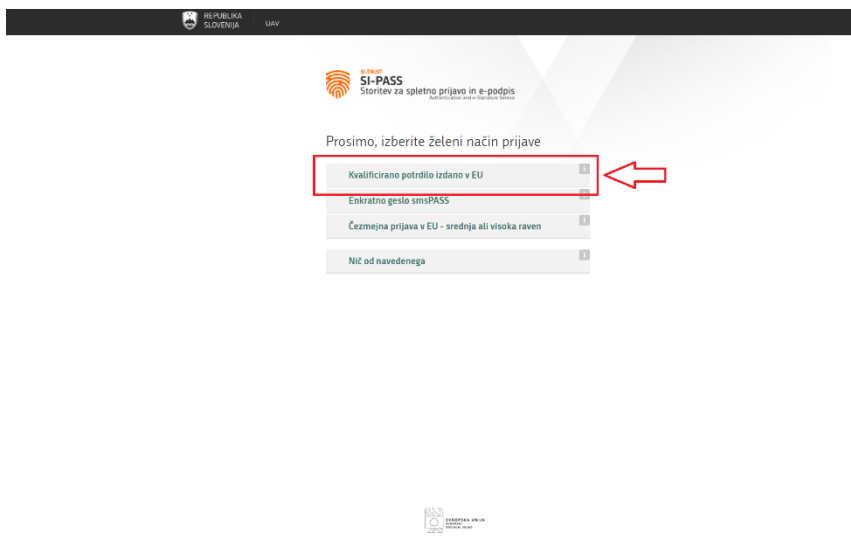 REPUBLIKA
SLOVENIJA
UAV
SI-TRUST
SI-PASS
Storitev za spletno prijavo in e-podpis
Authentication and e-Signature Service
Prosimo, izberite želeni način prijave
Kvalificirano potrdilo izdano v EU
Enkratno geslo smsPASS
Čezmejna prijava v EU - srednja ali visoka raven
Nič od navedenega
EVROPSKA UNIJA